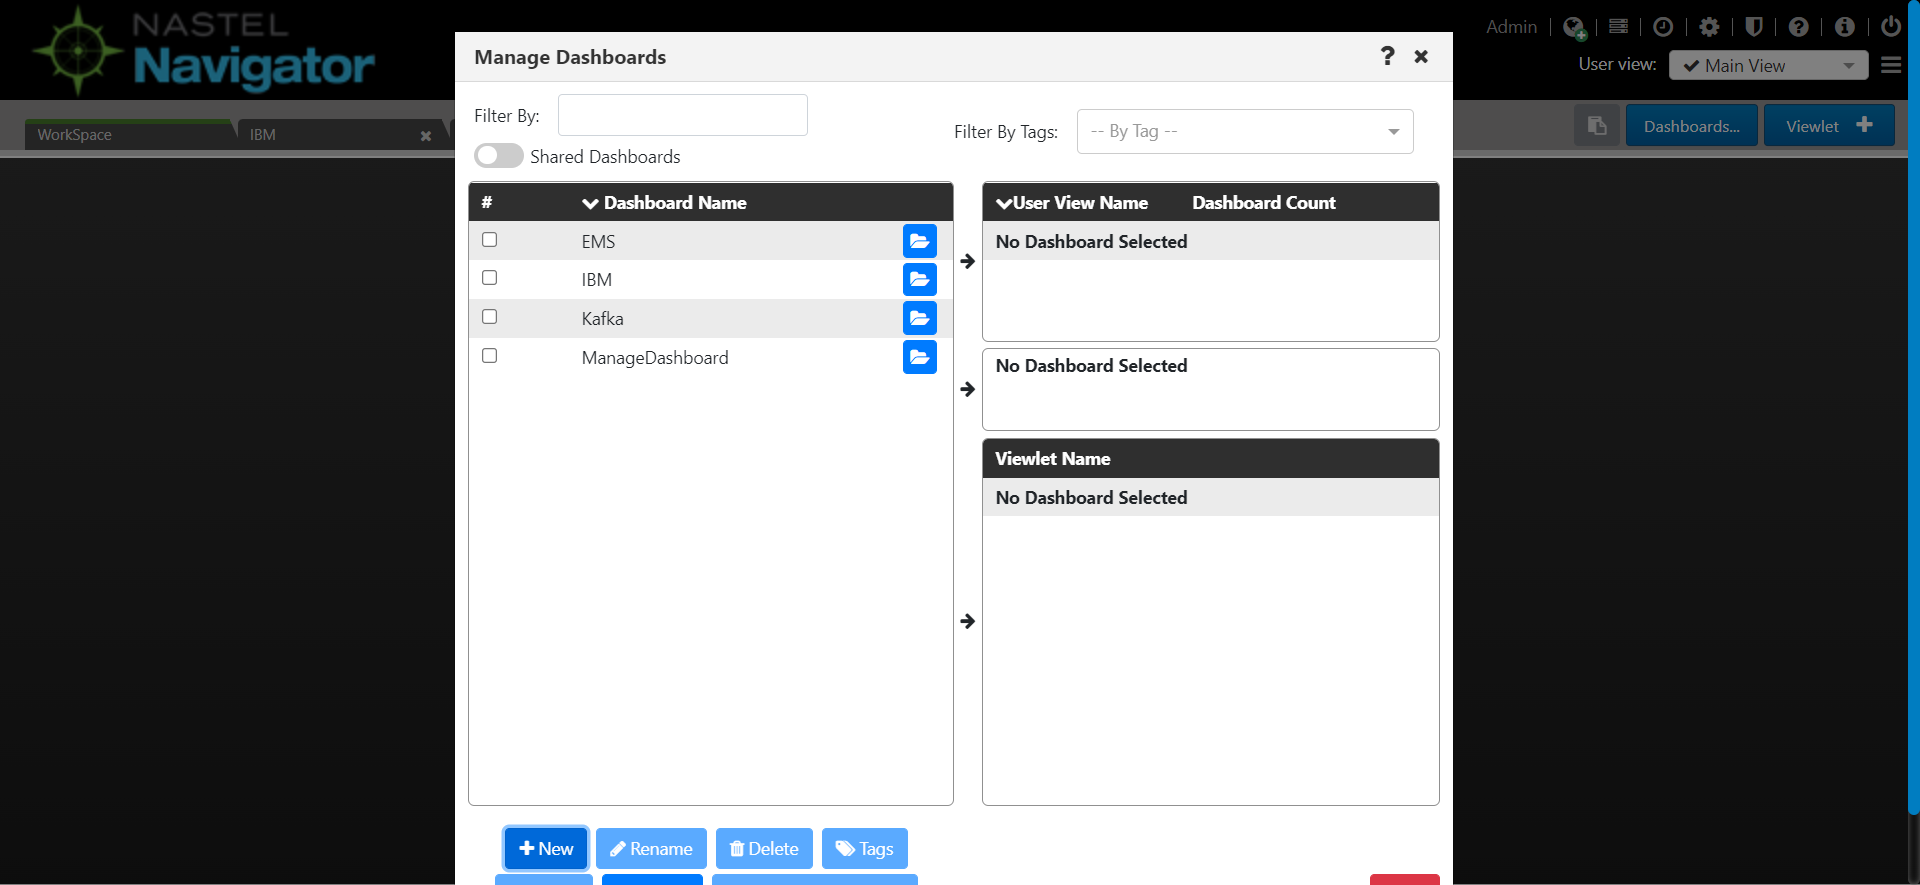 NASTEL
Navigator
Admin
User view:
Main View
WorkSpace
IBM
Dashboards...
Viewlet
Manage Dashboards
?
Filter By:
Filter By Tags:
-- By Tag --
Shared Dashboards
# Dashboard Name
EMS
IBM
Kafka
ManageDashboard
User View Name Dashboard Count
No Dashboard Selected
No Dashboard Selected
Viewlet Name
No Dashboard Selected
New
Rename
Delete
Tags